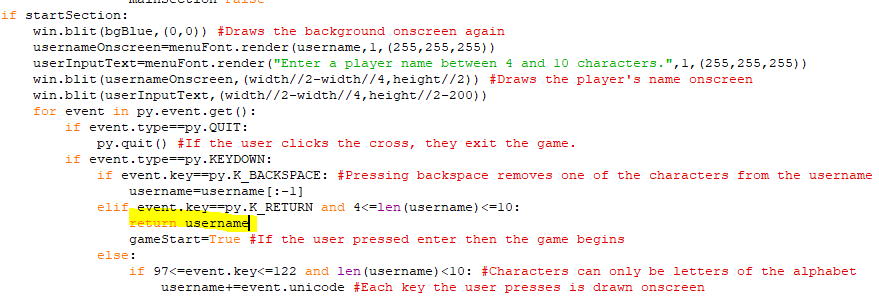 mainSection=False
if startSection:
    win.blit(bgBlue,(0,0)) #Draws the background onscreen again
    usernameOnscreen=menuFont.render(username,1,(255,255,255))
    userInputText=menuFont.render("Enter a player name between 4 and 10 characters.",1,(255,255,255))
    win.blit(usernameOnscreen,(width//2-width//4,height//2)) #Draws the player's name onscreen
    win.blit(userInputText,(width//2-width//4,height//2-200))
    for event in py.event.get():
        if event.type==py.QUIT:
            py.quit() #If the user clicks the cross, they exit the game.
        if event.type==py.KEYDOWN:
            if event.key==py.K_BACKSPACE: #Pressing backspace removes one of the characters from the username
                username=username[:-1]
            elif event.key==py.K_RETURN and 4<=len(username)<=10:
                return username
                gameStart=True #If the user pressed enter then the game begins
            else:
                if 97<=event.key<=122 and len(username)<10: #Characters can only be letters of the alphabet
                    username+=event.unicode #Each key the user presses is drawn onscreen